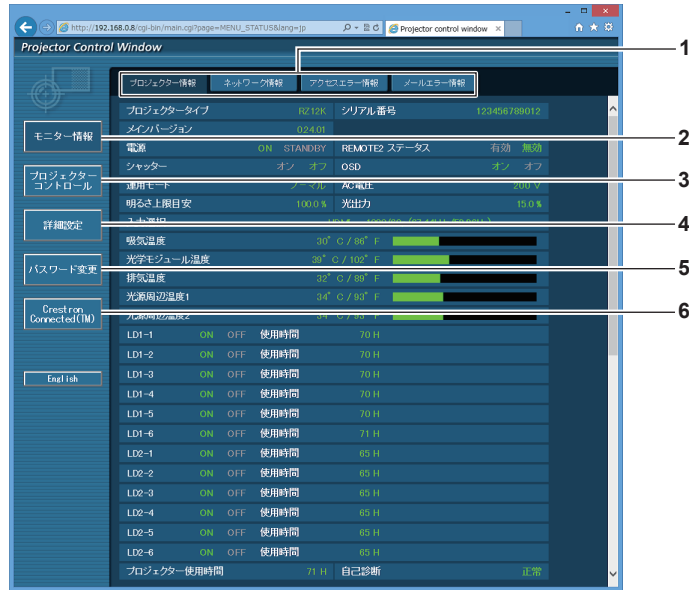 http://192.168.0.8/cgi-bin/main.cgi?page=MENU_STATUS&lang=jp
Projector control window
Projector Control Window
1
プロジェクター情報 ネットワーク情報 アクセスエラー情報 メールエラー情報
プロジェクタータイプ RZ12K シリアル番号 123456789012
メインバージョン 0.24.01
モニター情報
2
電源 ON STANDBY REMOTE2 ステータス 有効 無効
シャッター オン オフ OSD オン オフ
プロジェクター
コントロール
3
運用モード ノーマル AC電圧 200 V
明るさ上限目安 100.0 % 光出力 15.0 %
詳細設定
4
入力選択
吸気温度 30° C / 86° F
光学モジュール温度 39° C / 102° F
パスワード変更
5
排気温度 32° C / 89° F
光源周辺温度1 34° C / 93° F
Crestron
Connected(TM)
6
光源周辺温度2 34° C / 93° F
LD1-1 ON OFF 使用時間 70 H
LD1-2 ON OFF 使用時間 70 H
English
LD1-3 ON OFF 使用時間 70 H
LD1-4 ON OFF 使用時間 70 H
LD1-5 ON OFF 使用時間 70 H
LD1-6 ON OFF 使用時間 71 H
LD2-1 ON OFF 使用時間 65 H
LD2-2 ON OFF 使用時間 65 H
LD2-3 ON OFF 使用時間 65 H
LD2-4 ON OFF 使用時間 65 H
LD2-5 ON OFF 使用時間 65 H
LD2-6 ON OFF 使用時間 65 H
プロジェクター使用時間 71 H 自己診断 正常